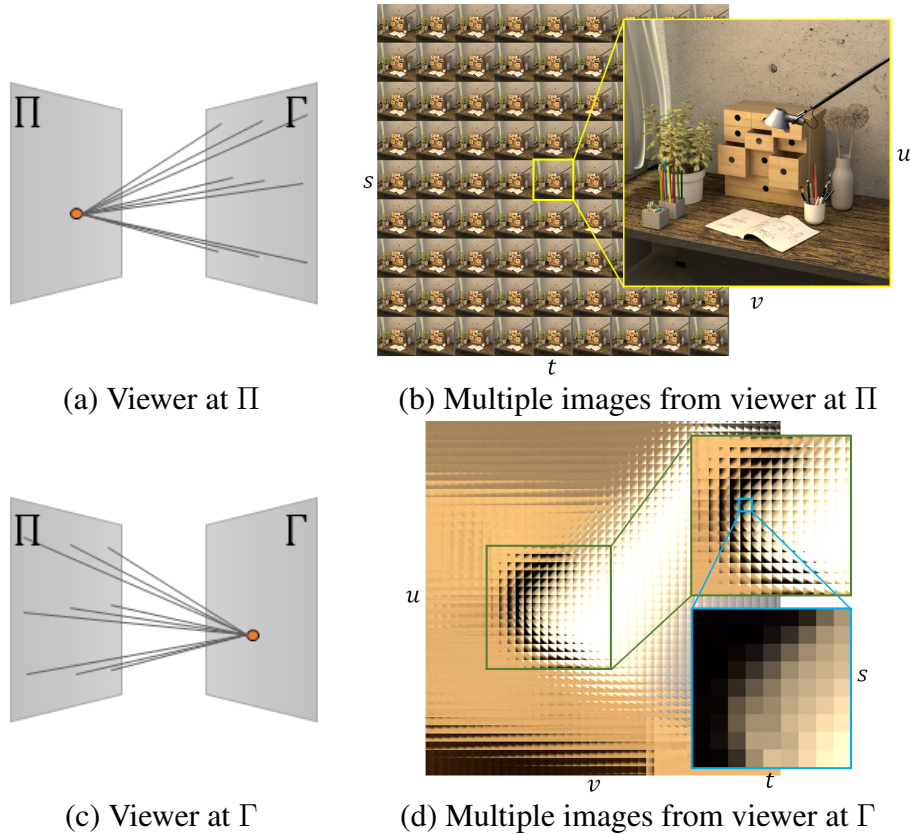 Π
Γ
s
u
v
t
(a) Viewer at Π
(b) Multiple images from viewer at Π
Π
Γ
u
s
v
t
(c) Viewer at Γ
(d) Multiple images from viewer at Γ